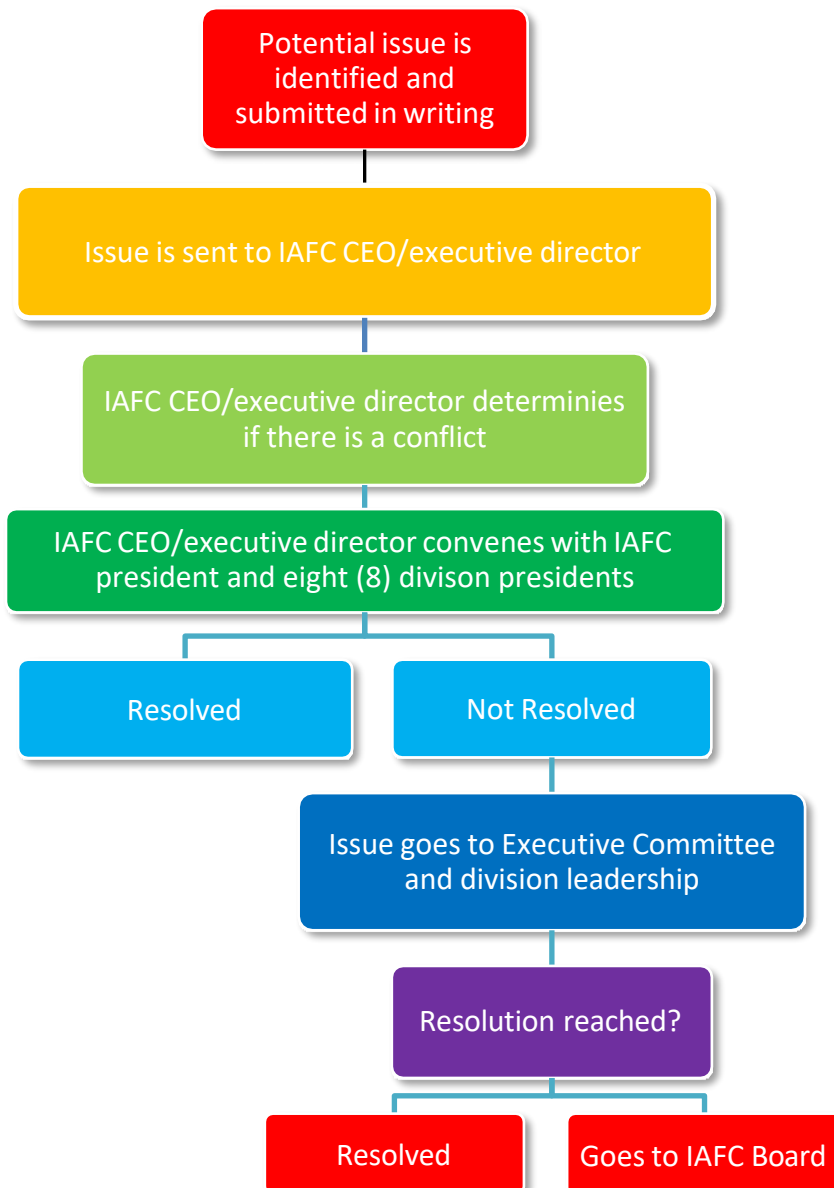 Potential issue is
identified and
submitted in writing
Issue is sent to IAFC CEO/executive director
IAFC CEO/executive director determinies
if there is a conflict
IAFC CEO/executive director convenes with IAFC
president and eight (8) divison presidents
Resolved
Not Resolved
Issue goes to Executive Committee
and division leadership
Resolution reached?
Resolved
Goes to IAFC Board